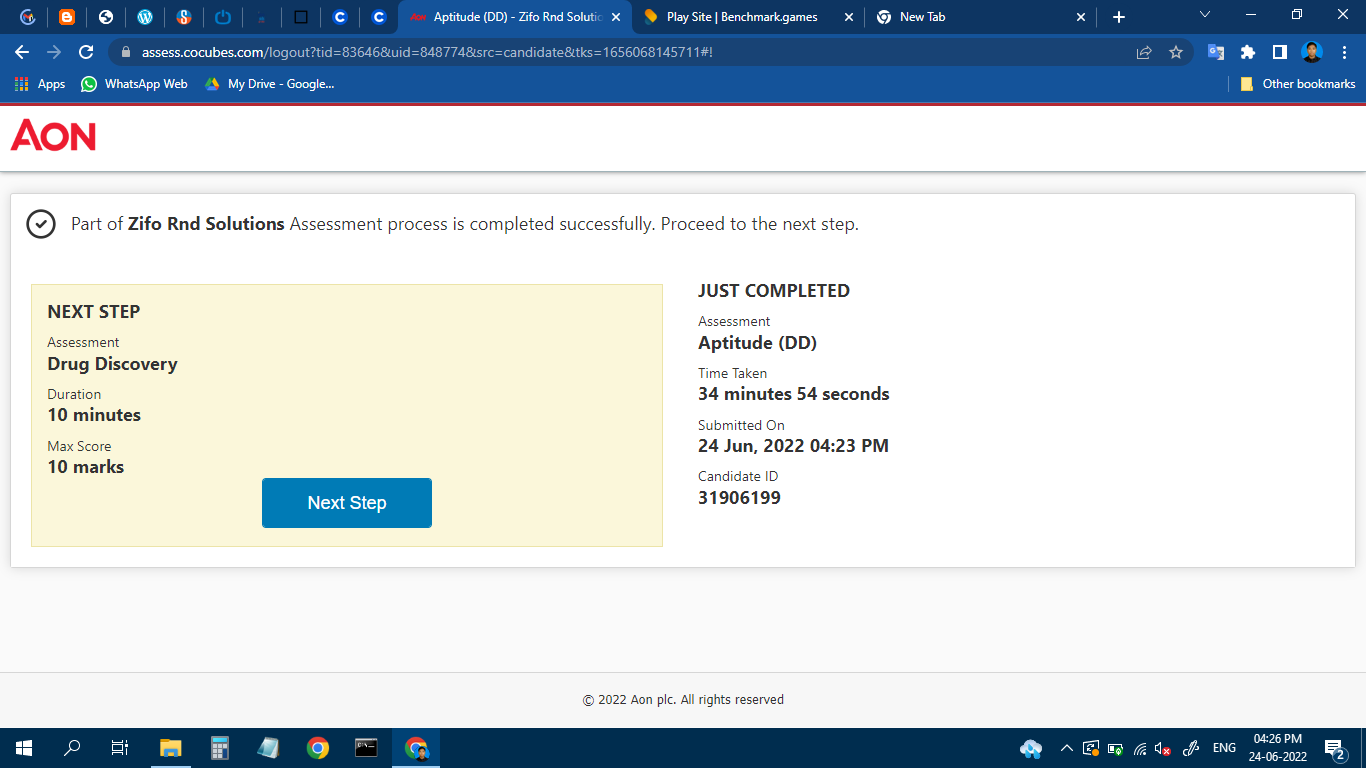 Aptitude (DD) - Zifo Rnd Solutio
Play Site | Benchmark.games
New Tab
assess.cocubes.com/logout?tid=83646&uid=848774&src=candidate&tks=1656068145711#!
Apps
WhatsApp Web
My Drive - Google...
Other bookmarks
AON
Part of Zifo Rnd Solutions Assessment process is completed successfully. Proceed to the next step.
NEXT STEP
Assessment
Drug Discovery
Duration
10 minutes
Max Score
10 marks
Next Step
JUST COMPLETED
Assessment
Aptitude (DD)
Time Taken
34 minutes 54 seconds
Submitted On
24 Jun, 2022 04:23 PM
Candidate ID
31906199
© 2022 Aon plc. All rights reserved
ENG
04:26 PM
24-06-2022
2